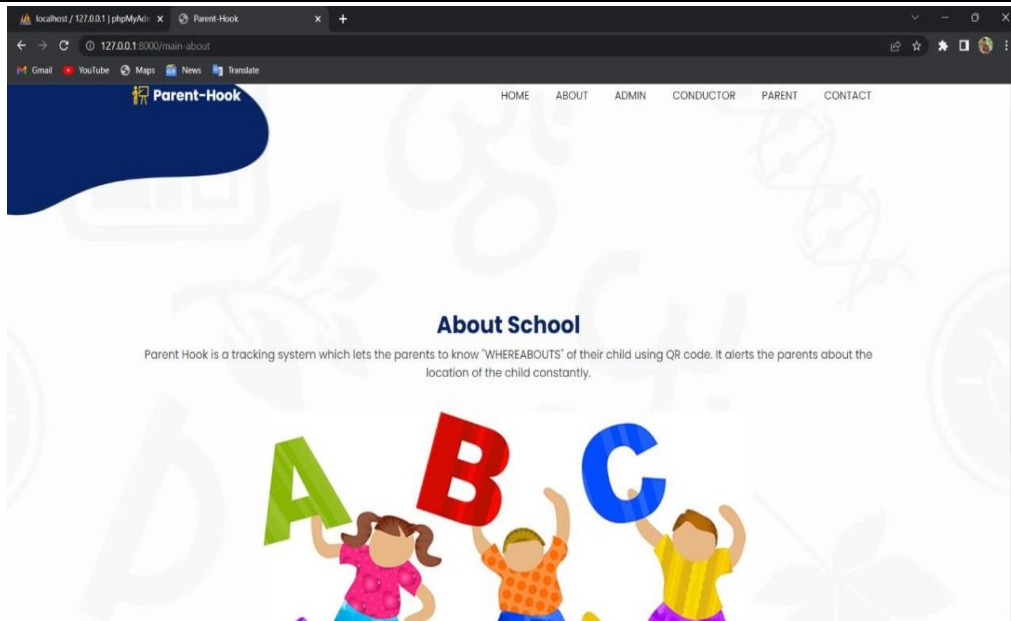 localhost / 127.0.0.1 | phpMyAdm
Parent-Hook
127.0.0.1:8000/main-about
Gmail YouTube Maps News Translate
Parent-Hook
HOME ABOUT ADMIN CONDUCTOR PARENT CONTACT
About School
Parent Hook is a tracking system which lets the parents to know "WHEREABOUTS" of their child using QR code. It alerts the parents about the
location of the child constantly.
A B C